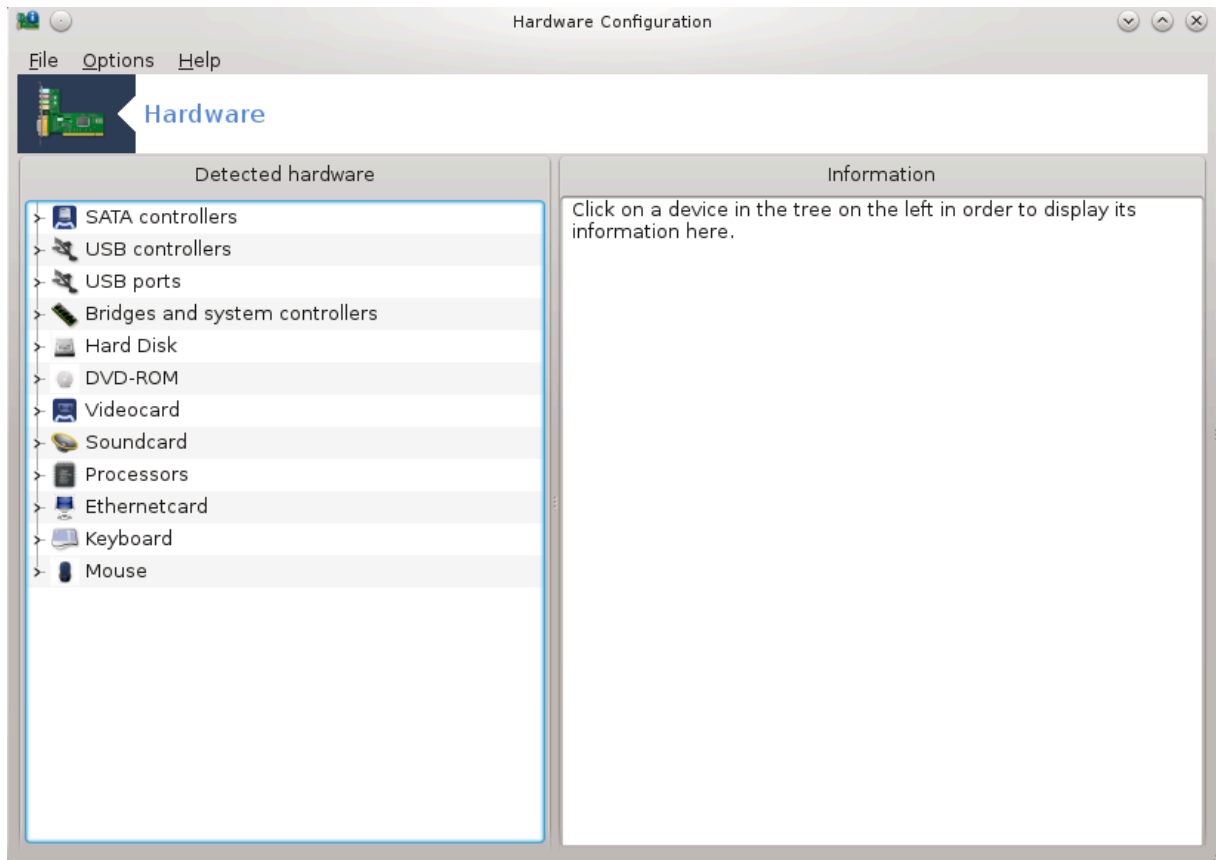 Hardware Configuration
File Options Help
Hardware
Detected hardware
SATA controllers
USB controllers
USB ports
Bridges and system controllers
Hard Disk
DVD-ROM
Videocard
Soundcard
Processors
Ethernetcard
Keyboard
Mouse
Information
Click on a device in the tree on the left in order to display its
information here.